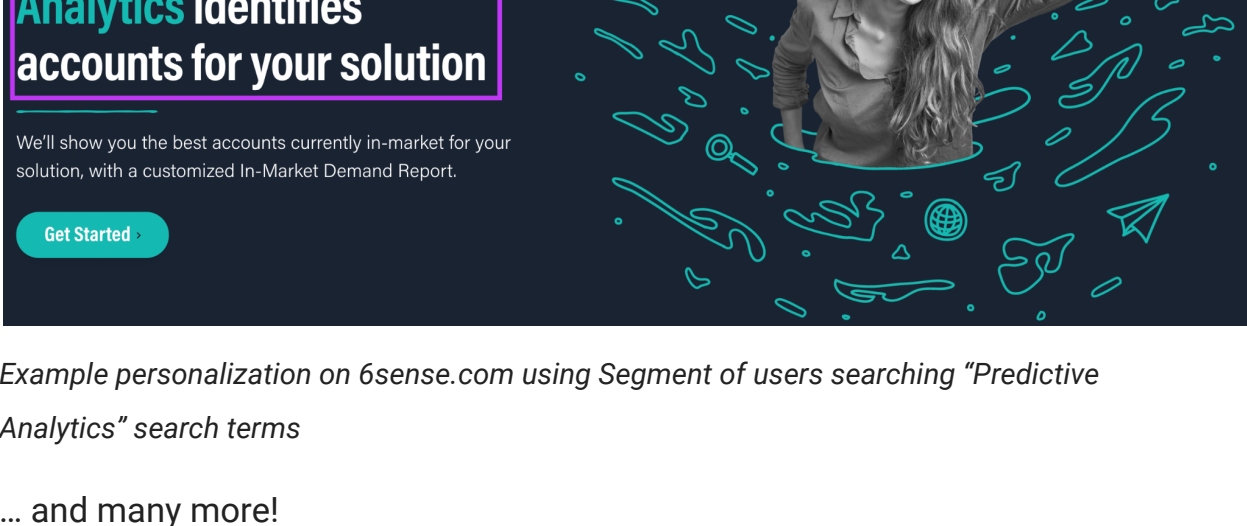 Analytics identifies
accounts for your solution
We'll show you the best accounts currently in-market for your
solution, with a customized In-Market Demand Report.
Get Started ›
Example personalization on 6sense.com using Segment of users searching “Predictive
Analytics” search terms
… and many more!